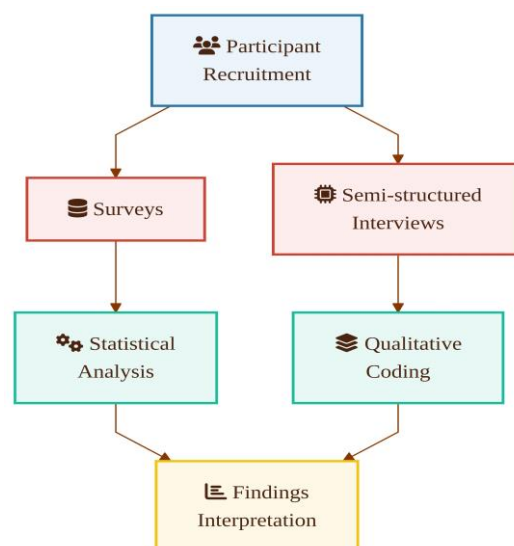 Participant
Recruitment
Surveys
Semi-structured
Interviews
Statistical
Analysis
Qualitative
Coding
Findings
Interpretation